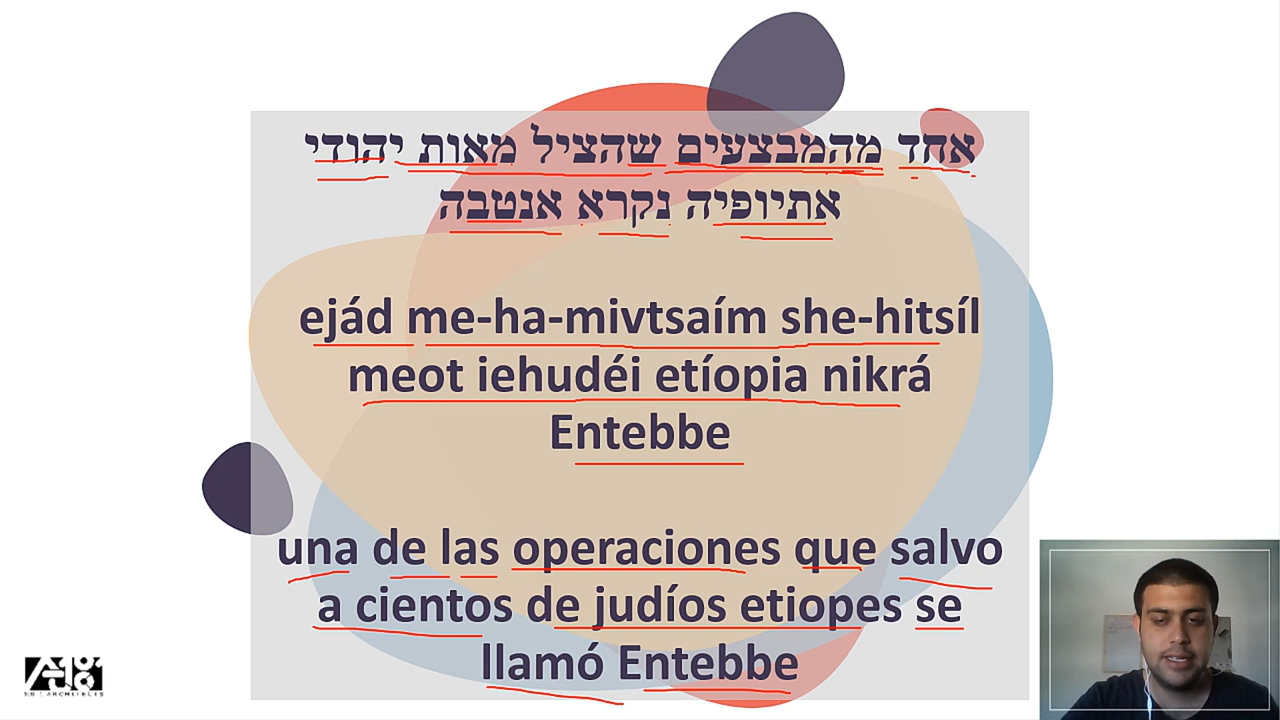 אחד מהמבצעים שהציל מאות יהודי
אתיופיה נקרא אנטבה
ejád me-ha-mivtsaím she-hitsíl
meot iehudéi etíopia nikrá
Entebbe
una de las operaciones que salvo
a cientos de judíos etiopes se
llamó Entebbe